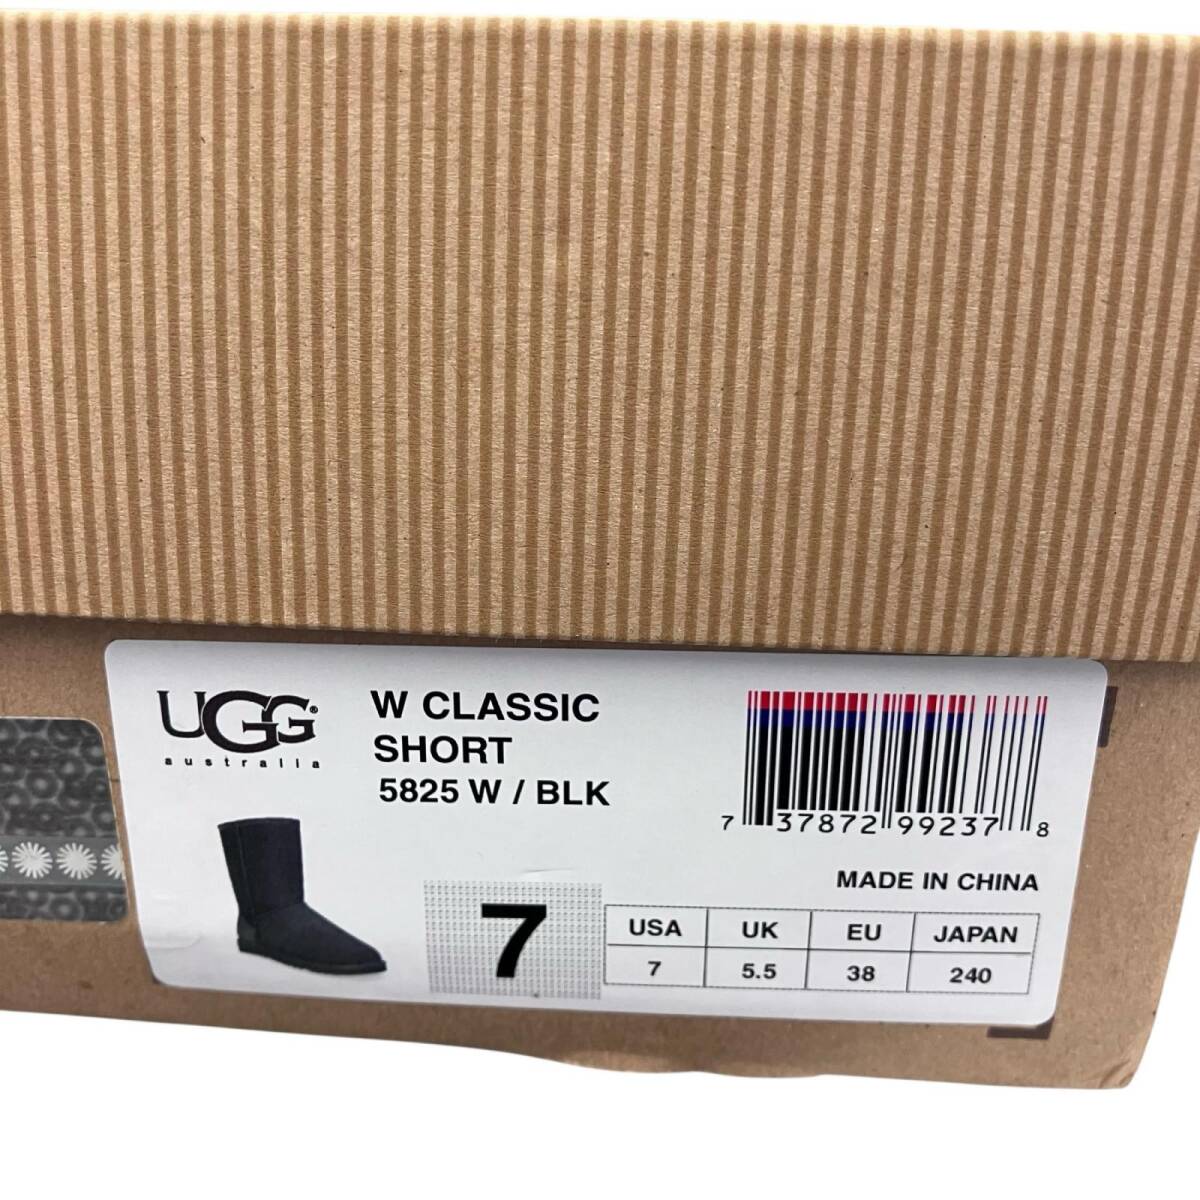 UGG®
australia
W CLASSIC
SHORT
5825 W / BLK
7 37872 99237 8
MADE IN CHINA
7
USA UK EU JAPAN
7 5.5 38 240